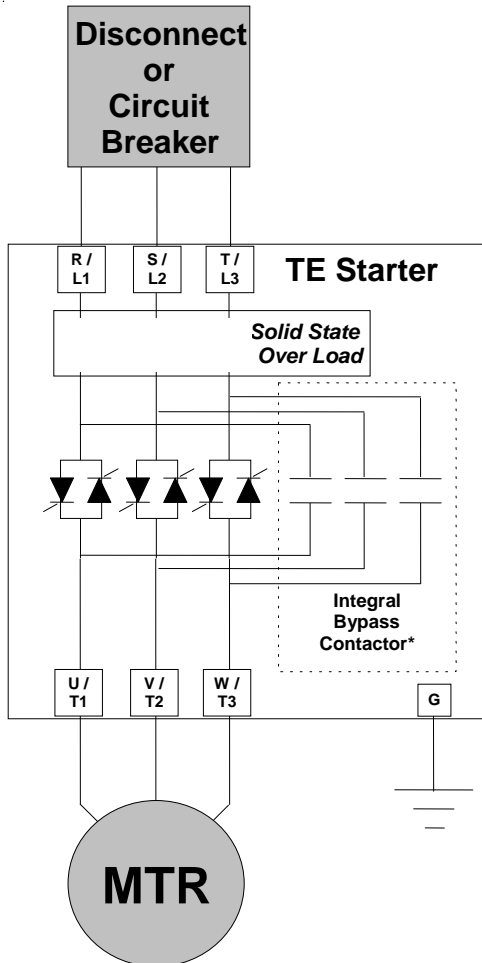 Disconnect
or
Circuit
Breaker
R /
L1
S /
L2
T /
L3
TE Starter
Solid State
Over Load
Integral
Bypass
Contactor*
U /
T1
V /
T2
W /
T3
G
MTR